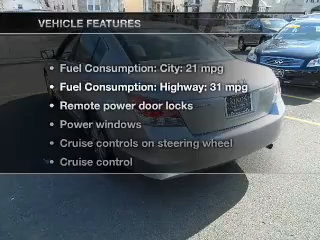 VEHICLE FEATURES
• Fuel Consumption: City: 21 mpg
• Fuel Consumption: Highway: 31 mpg
• Remote power door locks
• Power windows
• Cruise controls on steering wheel
• Cruise control